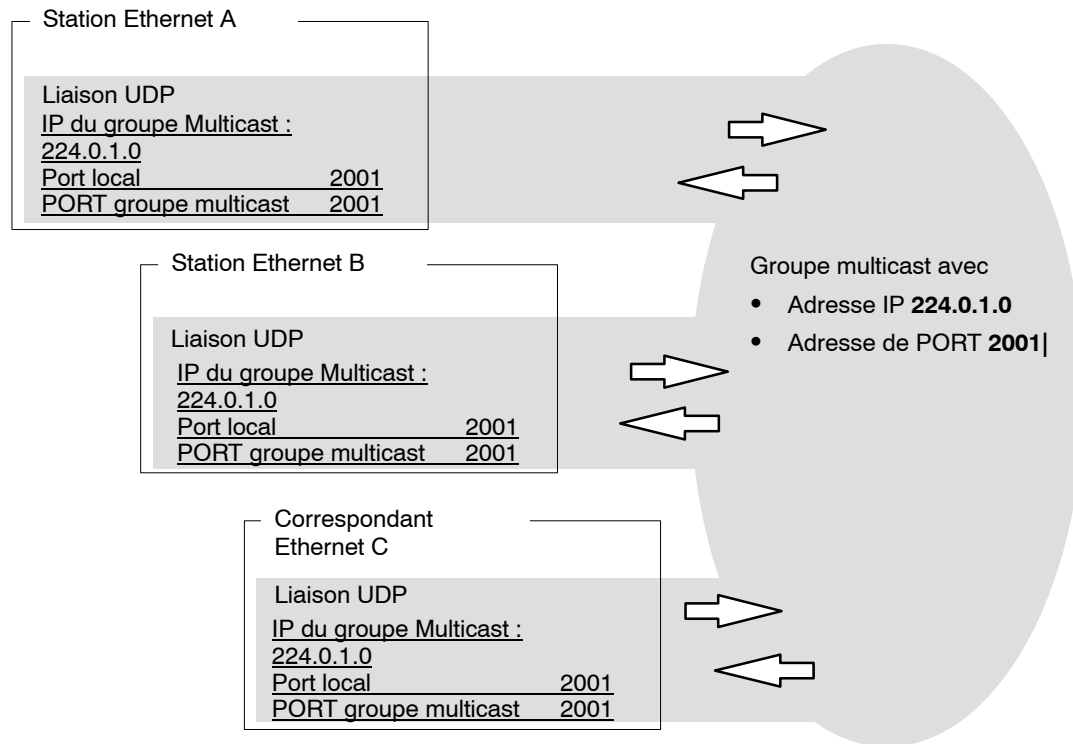 Station Ethernet A
Liaison UDP
IP du groupe Multicast :
224.0.1.0
Port local 2001
PORT groupe multicast 2001
Station Ethernet B
Liaison UDP
IP du groupe Multicast :
224.0.1.0
Port local 2001
PORT groupe multicast 2001
Correspondant
Ethernet C
Liaison UDP
IP du groupe Multicast :
224.0.1.0
Port local 2001
PORT groupe multicast 2001
Groupe multicast avec
• Adresse IP 224.0.1.0
• Adresse de PORT 2001|